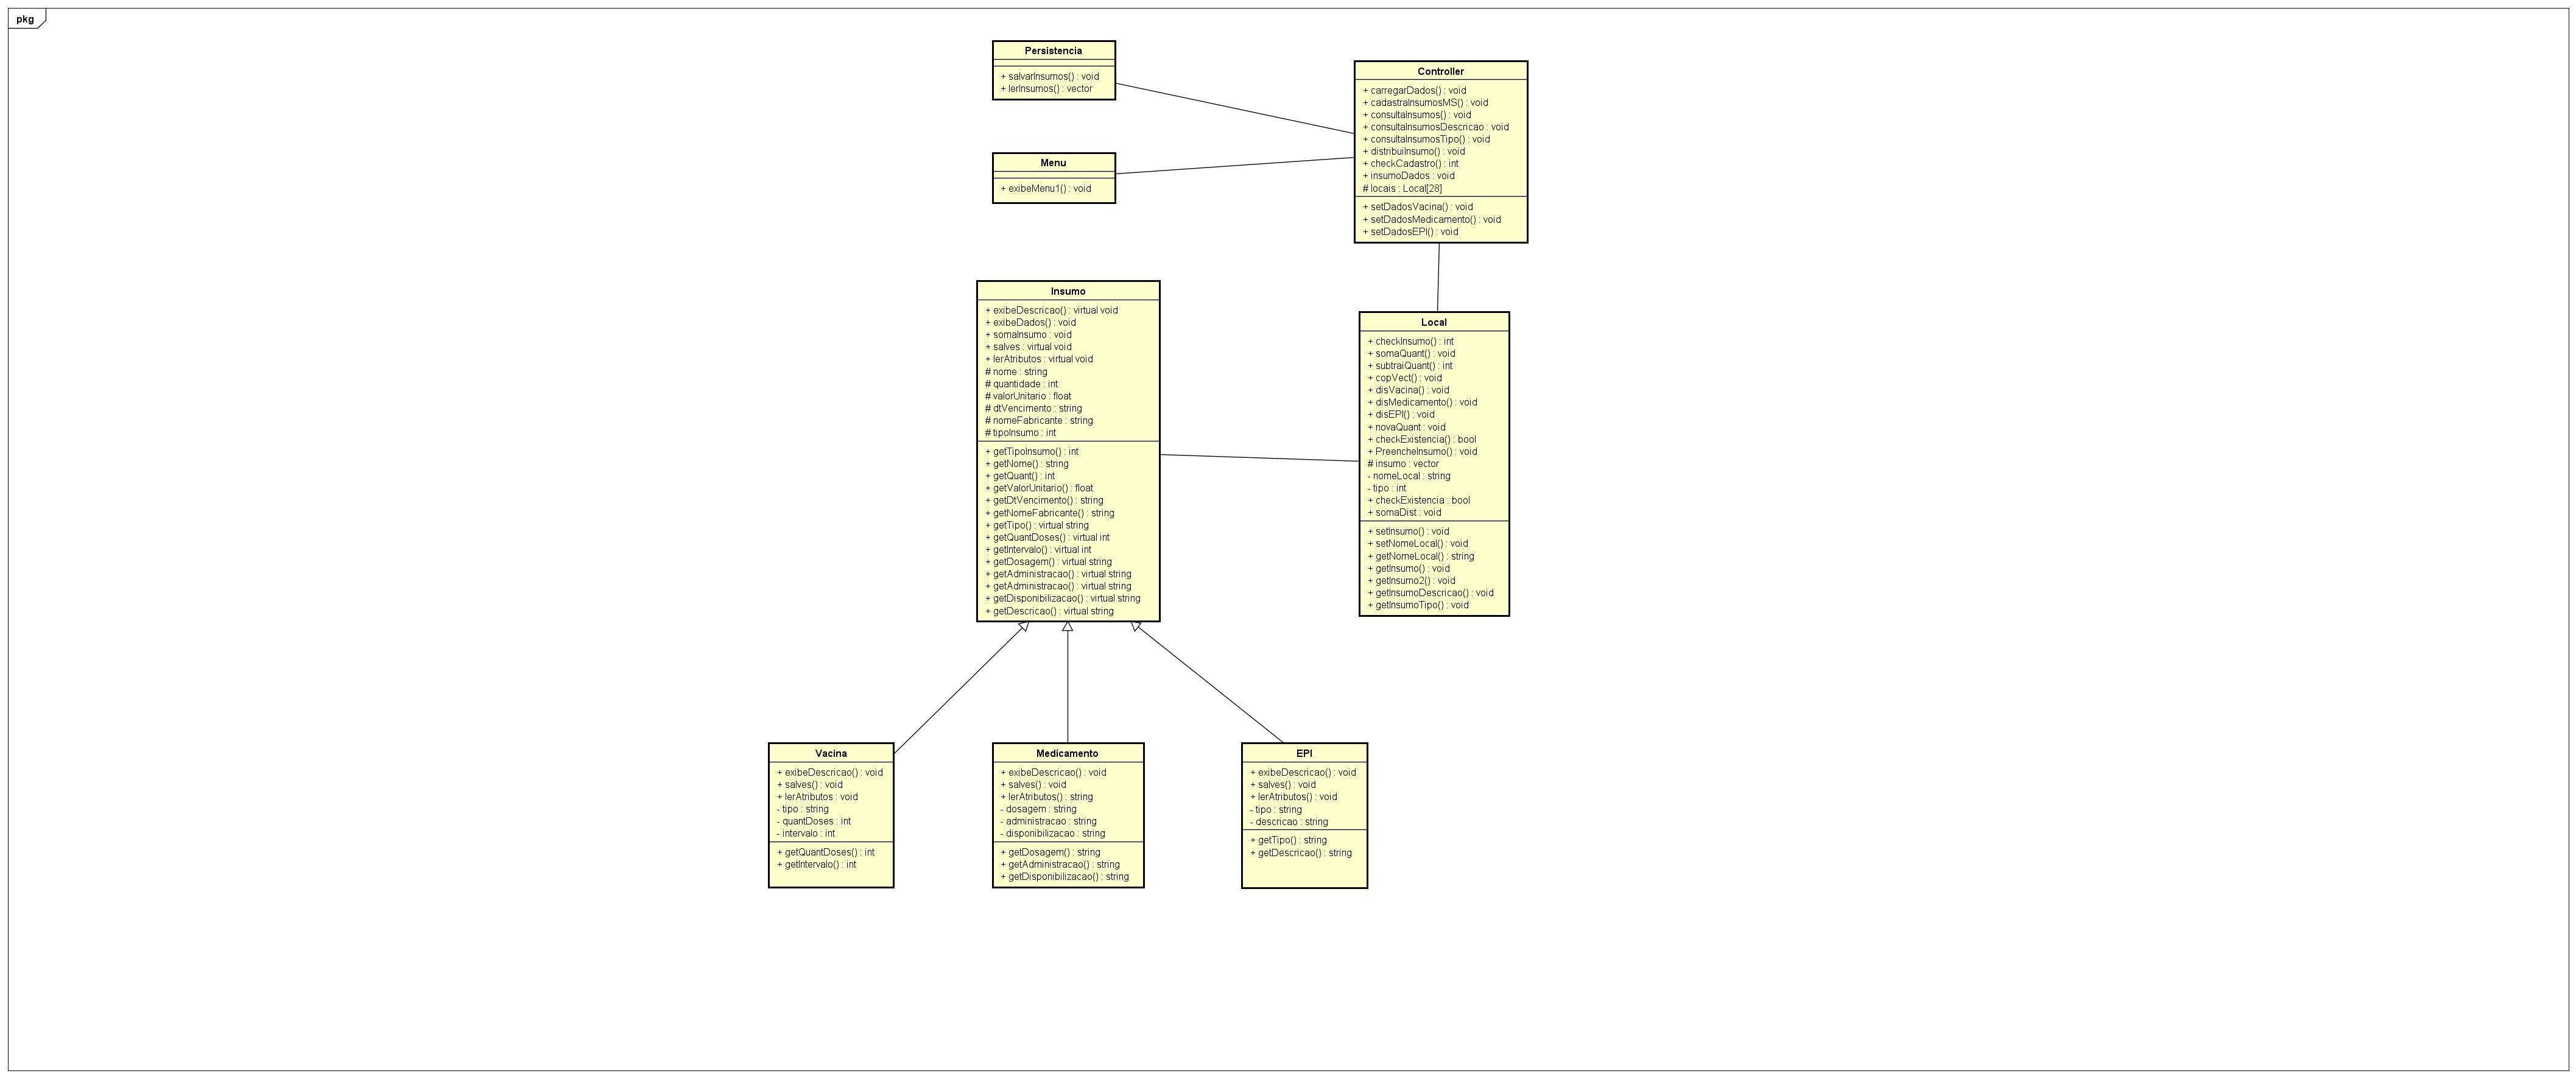 pkg
Persistencia
+ salvarInsumos() : void
+ lerInsumos() : vector
Menu
+ exibeMenu1() : void
Controller
+ carregarDados() : void
+ cadastraInsumosMS() : void
+ consultaInsumos() : void
+ consultaInsumosDescricao : void
+ consultaInsumosTipo() : void
+ distribuiInsumo() : void
+ checkCadastro() : int
+ insumoDados : void
# locais : Local[28]
+ setDadosVacina() : void
+ setDadosMedicamento() : void
+ setDadosEPI() : void
Insumo
+ exibeDescricao() : virtual void
+ exibeDados() : void
+ somaInsumo : void
+ salves : virtual void
+ lerAtributos : virtual void
# nome : string
# quantidade : int
# valorUnitario : float
# dtVencimento : string
# nomeFabricante : string
# tipoInsumo : int
+ getTipoInsumo() : int
+ getNome() : string
+ getQuant() : int
+ getValorUnitario() : float
+ getDtVencimento() : string
+ getNomeFabricante() : string
+ getTipo() : virtual string
+ getQuantDoses() : virtual int
+ getIntervalo() : virtual int
+ getDosagem() : virtual string
+ getAdministracao() : virtual string
+ getAdministracao() : virtual string
+ getDisponibilizacao() : virtual string
+ getDescricao() : virtual string
Local
+ checkInsumo() : int
+ somaQuant() : void
+ subtraiQuant() : int
+ copVect() : void
+ disVacina() : void
+ disMedicamento() : void
+ disEPI() : void
+ novaQuant : void
+ checkExistencia() : bool
+ PreencheInsumo() : void
# insumo : vector
- nomeLocal : string
- tipo : int
+ checkExistencia : bool
+ somaDist : void
+ setInsumo() : void
+ setNomeLocal() : void
+ getNomeLocal() : string
+ getInsumo() : void
+ getInsumo2() : void
+ getInsumoDescricao() : void
+ getInsumoTipo() : void
Vacina
+ exibeDescricao() : void
+ salves() : void
+ lerAtributos : void
- tipo : string
- quantDoses : int
- intervalo : int
+ getQuantDoses() : int
+ getIntervalo() : int
Medicamento
+ exibeDescricao() : void
+ salves() : void
+ lerAtributos() : string
- dosagem : string
- administracao : string
- disponibilizacao : string
+ getDosagem() : string
+ getAdministracao() : string
+ getDisponibilizacao() : string
EPI
+ exibeDescricao() : void
+ salves() : void
+ lerAtributos() : void
- tipo : string
- descricao : string
+ getTipo() : string
+ getDescricao() : string